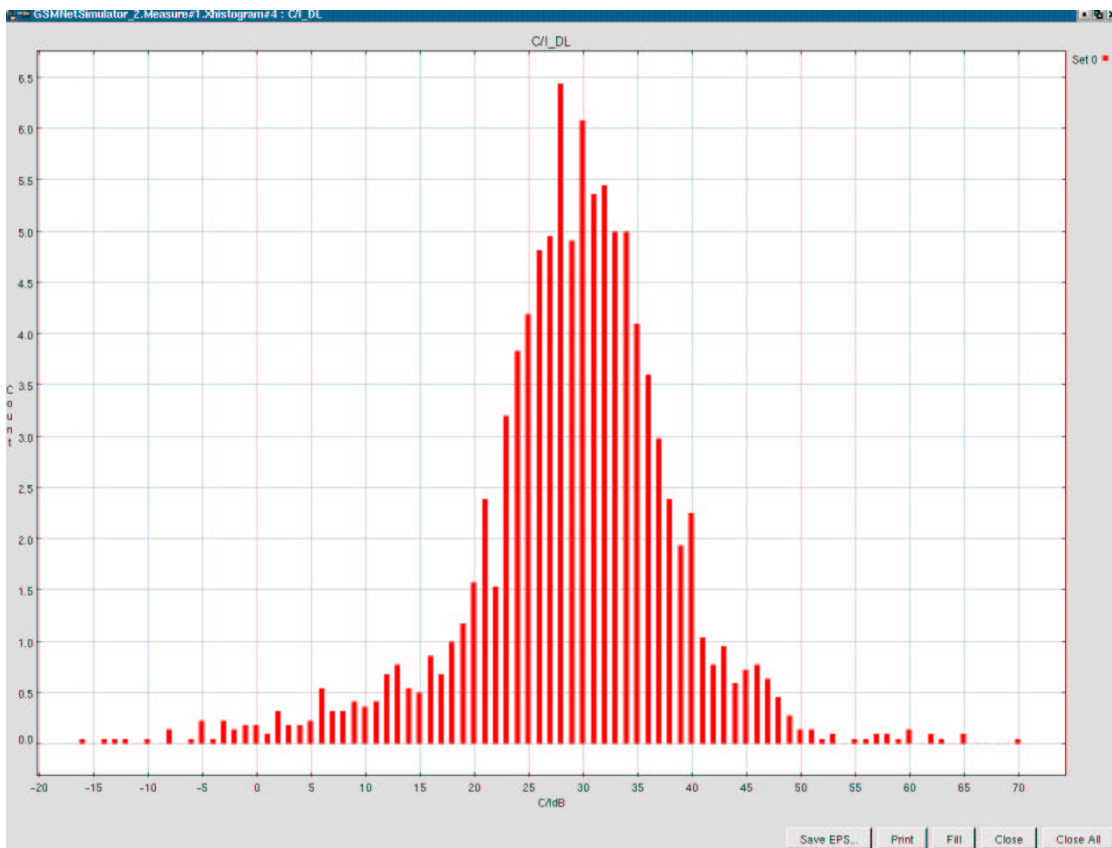 GSMNetSimulator_2.Measure#1.Xhistogram#4 : C/I_DL
C/I_DL
Set 0
6.5
6.0
5.5
5.0
4.5
4.0
3.5
3.0
2.5
2.0
1.5
1.0
0.5
0.0
Count
-20 -15 -10 -5 0 5 10 15 20 25 30 35 40 45 50 55 60 65 70
C/IdB
Save EPS... Print Fill Close Close All